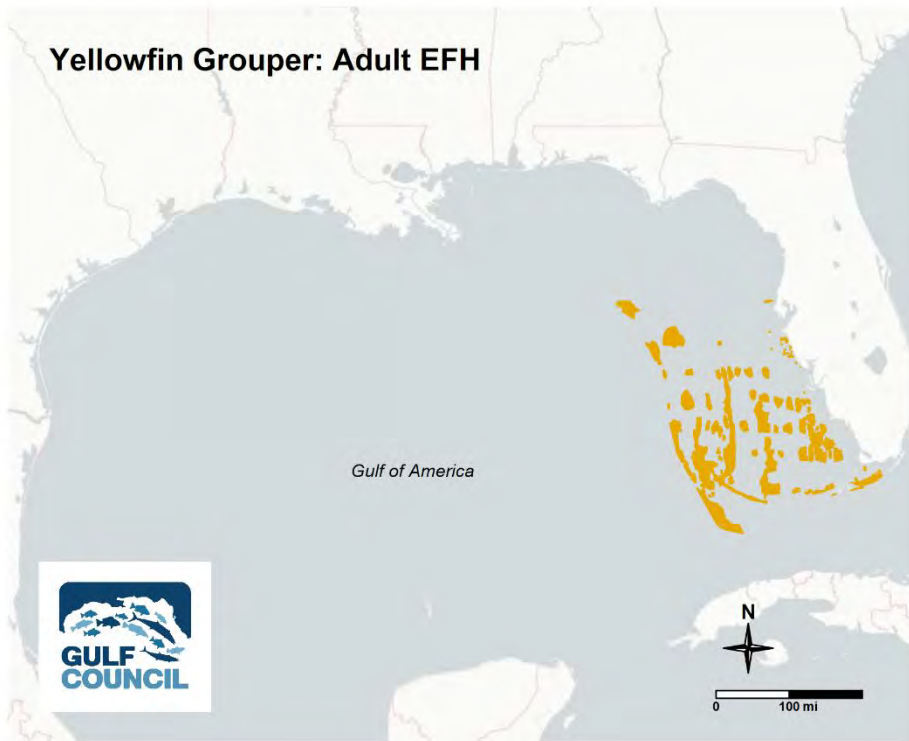 Yellowfin Grouper: Adult EFH
Gulf of America
GULF
COUNCIL
N
0 100 mi